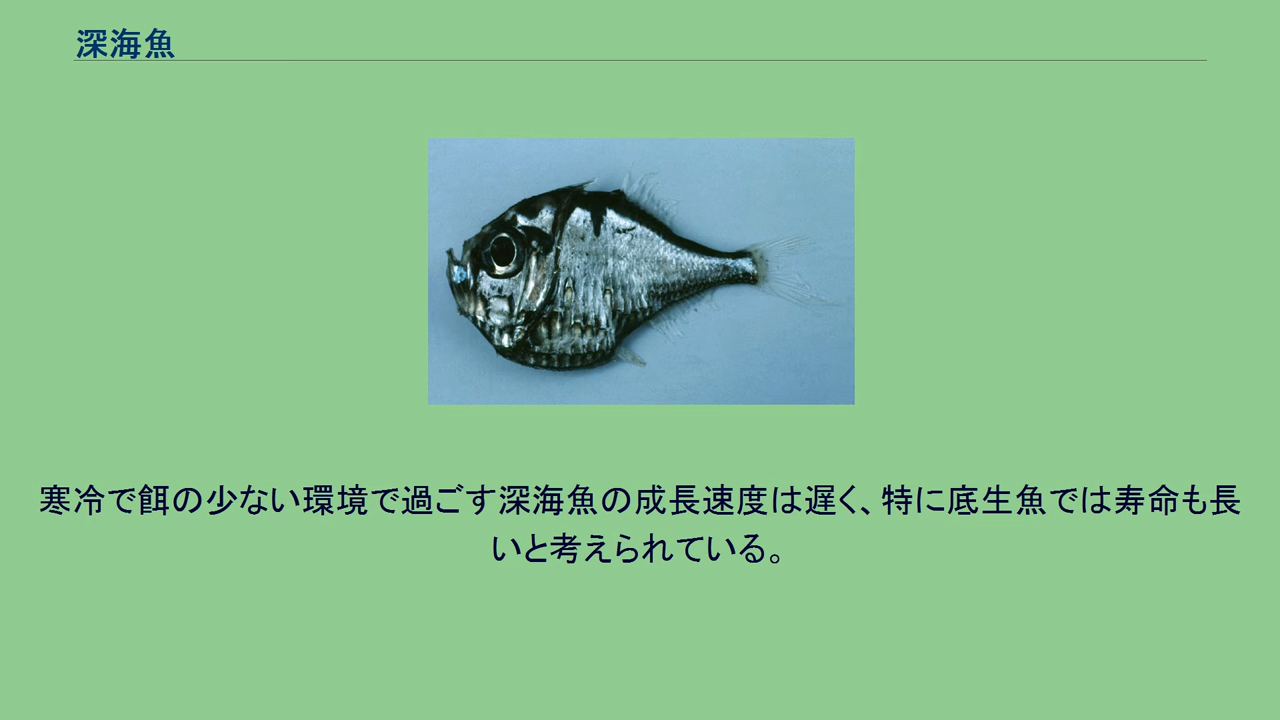 深海魚
寒冷で餌の少ない環境で過ごす深海魚の成長速度は遅く、特に底生魚では寿命も長
いと考えられている。